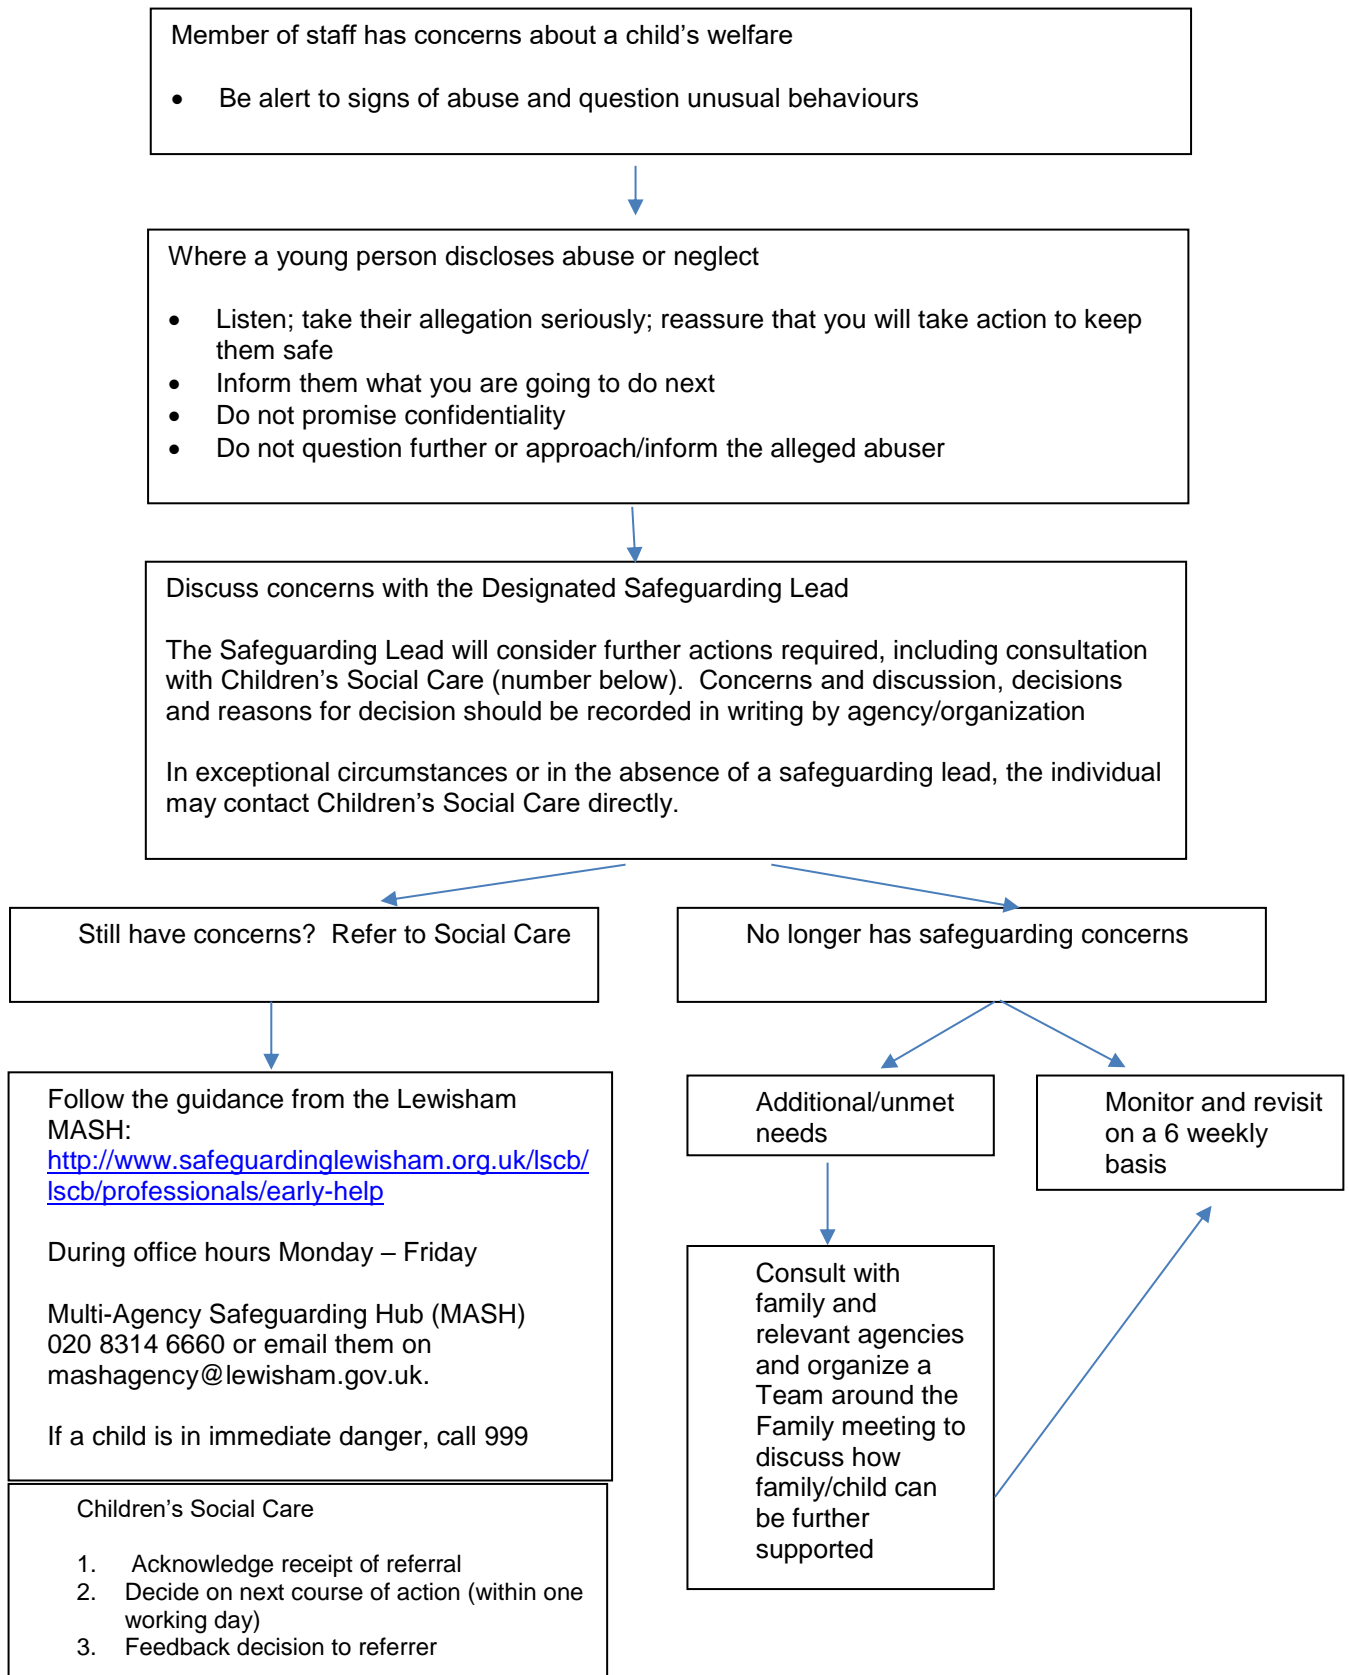 Member of staff has concerns about a child’s welfare
• Be alert to signs of abuse and question unusual behaviours
Where a young person discloses abuse or neglect
• Listen; take their allegation seriously; reassure that you will take action to keep
them safe
• Inform them what you are going to do next
• Do not promise confidentiality
• Do not question further or approach/inform the alleged abuser
Discuss concerns with the Designated Safeguarding Lead
The Safeguarding Lead will consider further actions required, including consultation
with Children’s Social Care (number below).  Concerns and discussion, decisions
and reasons for decision should be recorded in writing by agency/organization
In exceptional circumstances or in the absence of a safeguarding lead, the individual
may contact Children’s Social Care directly.
Still have concerns?  Refer to Social Care
No longer has safeguarding concerns
Follow the guidance from the Lewisham
MASH:
http://www.safeguardinglewisham.org.uk/lscb/
lscb/professionals/early-help
During office hours Monday – Friday
Multi-Agency Safeguarding Hub (MASH)
020 8314 6660 or email them on
mashagency@lewisham.gov.uk.
If a child is in immediate danger, call 999
Children’s Social Care
1. Acknowledge receipt of referral
2. Decide on next course of action (within one
working day)
3. Feedback decision to referrer
Additional/unmet
needs
Monitor and revisit
on a 6 weekly
basis
Consult with
family and
relevant agencies
and organize a
Team around the
Family meeting to
discuss how
family/child can
be further
supported